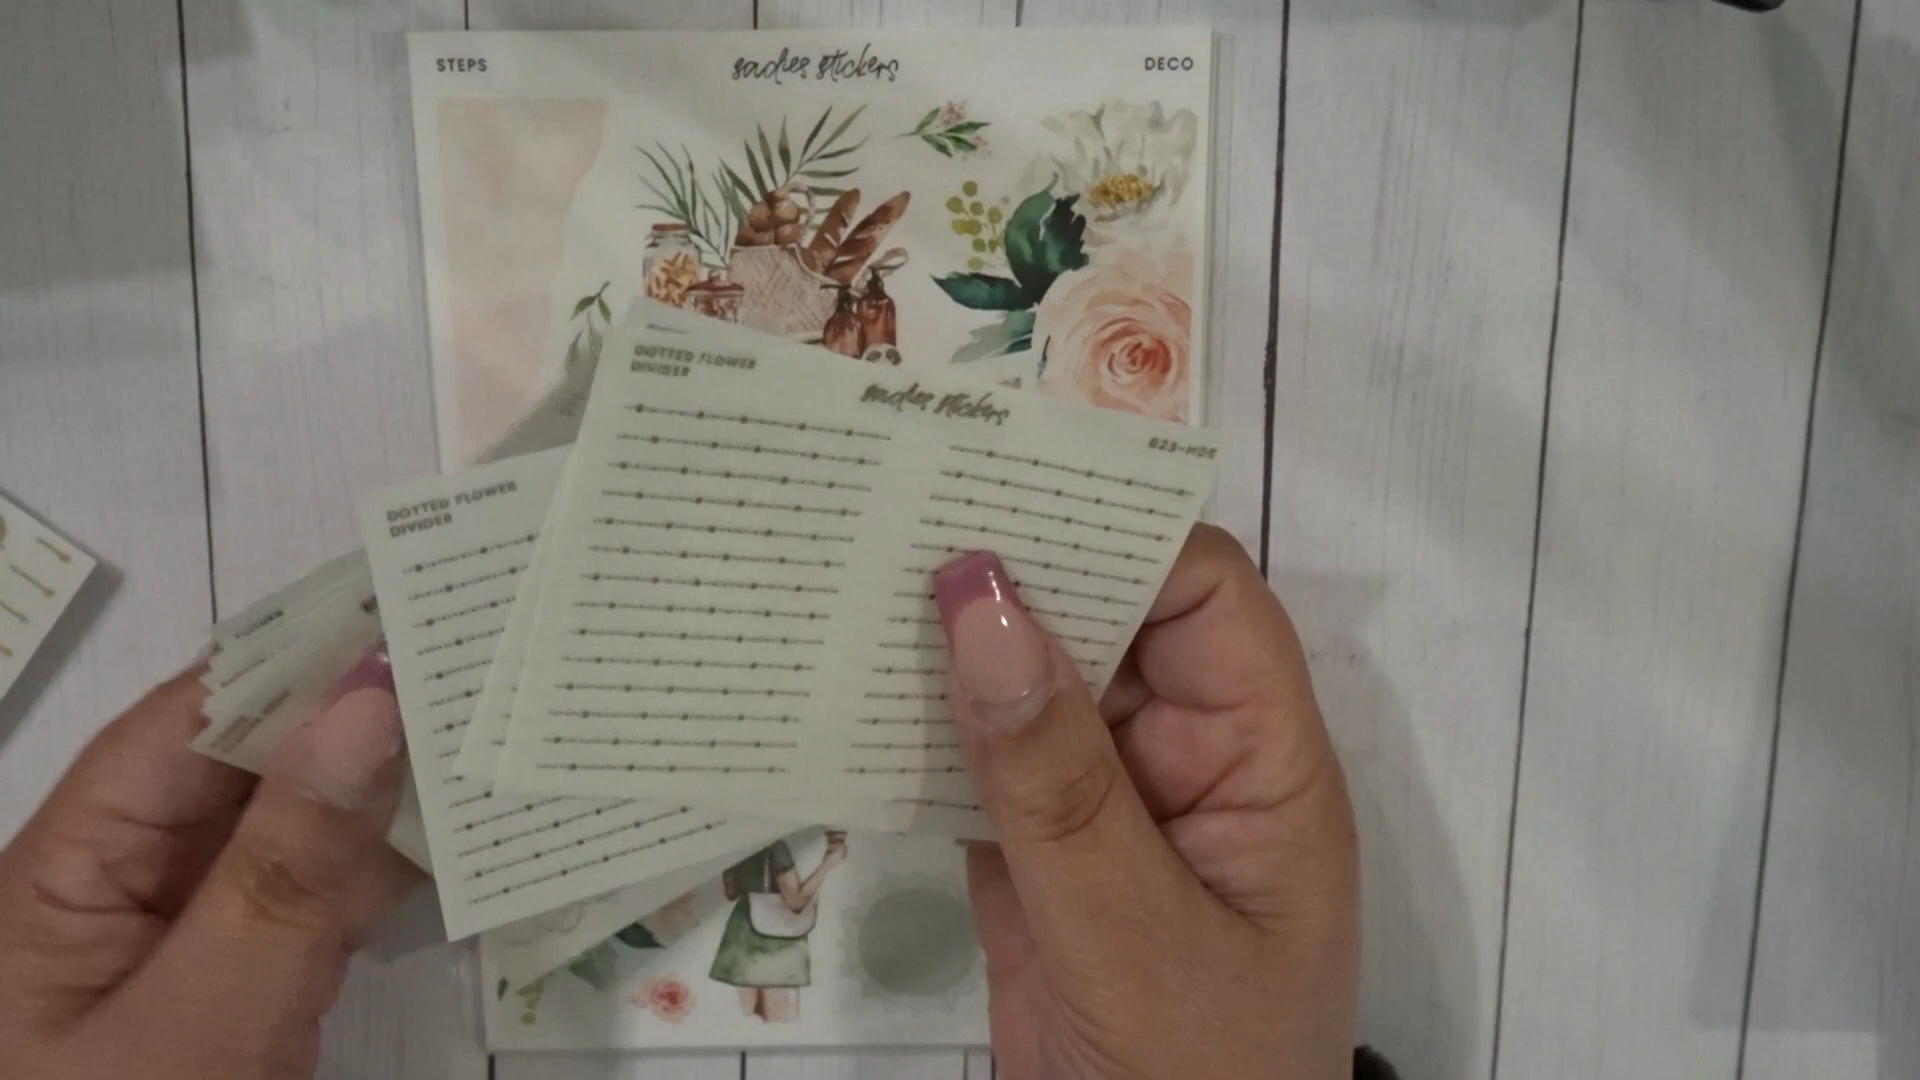 STEPS
sadies stickers
DECO
DOTTED FLOWER
DIVIDER
sadies stickers
DOTTED FLOWER
DIVIDER